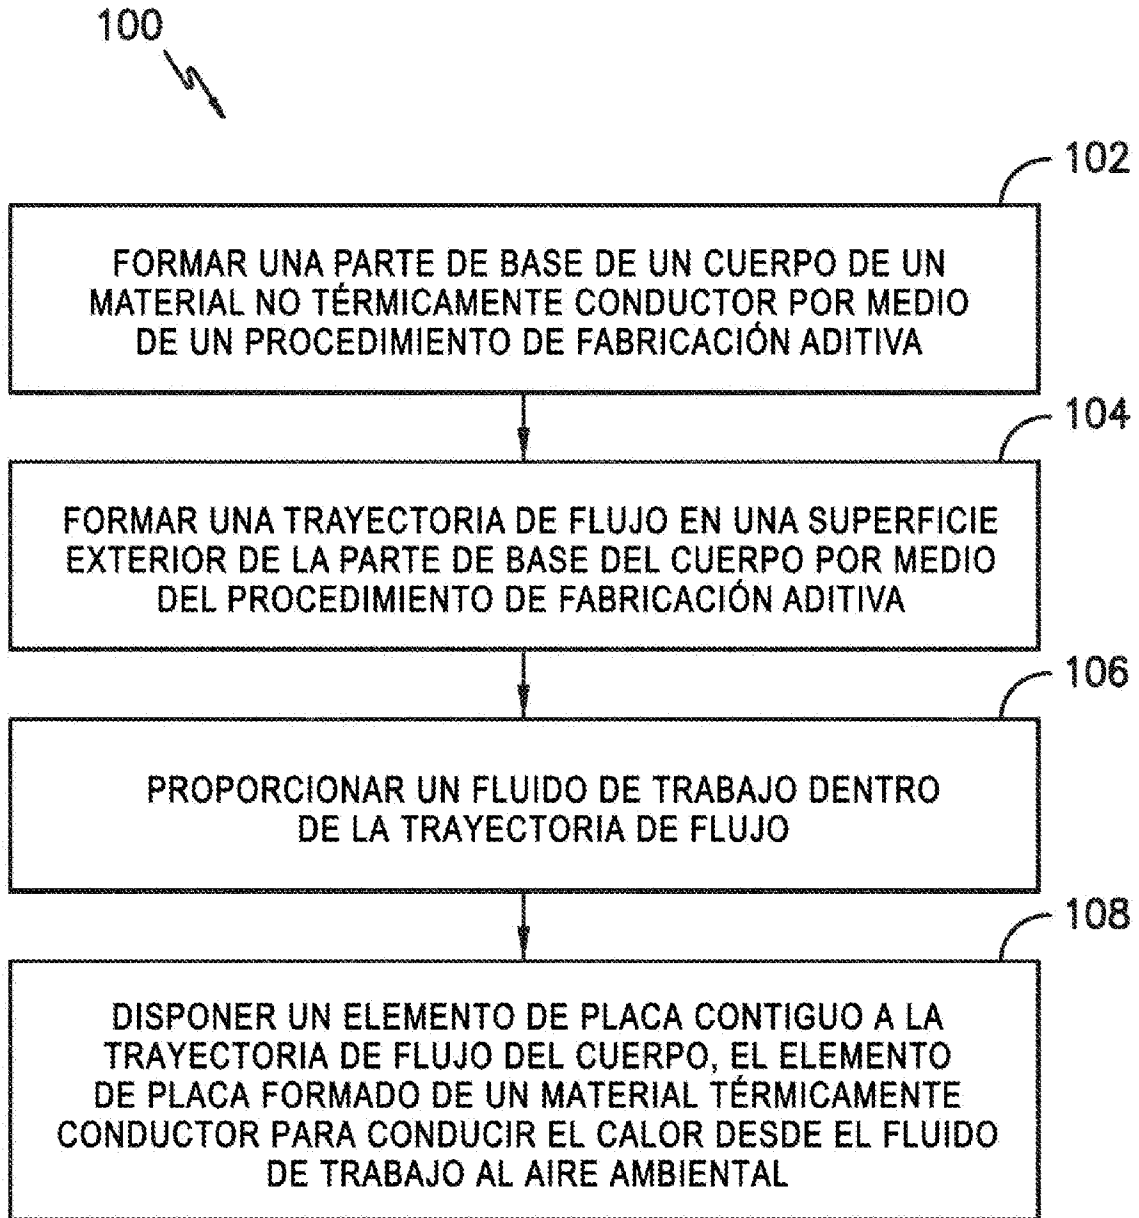 100
102
FORMAR UNA PARTE DE BASE DE UN CUERPO DE UN
MATERIAL NO TÉRMICAMENTE CONDUCTOR POR MEDIO
DE UN PROCEDIMIENTO DE FABRICACIÓN ADITIVA
104
FORMAR UNA TRAYECTORIA DE FLUJO EN UNA SUPERFICIE
EXTERIOR DE LA PARTE DE BASE DEL CUERPO POR MEDIO
DEL PROCEDIMIENTO DE FABRICACIÓN ADITIVA
106
PROPORCIONAR UN FLUIDO DE TRABAJO DENTRO
DE LA TRAYECTORIA DE FLUJO
108
DISPONER UN ELEMENTO DE PLACA CONTIGUO A LA
TRAYECTORIA DE FLUJO DEL CUERPO, EL ELEMENTO
DE PLACA FORMADO DE UN MATERIAL TÉRMICAMENTE
CONDUCTOR PARA CONDUCIR EL CALOR DESDE EL FLUIDO
DE TRABAJO AL AIRE AMBIENTAL